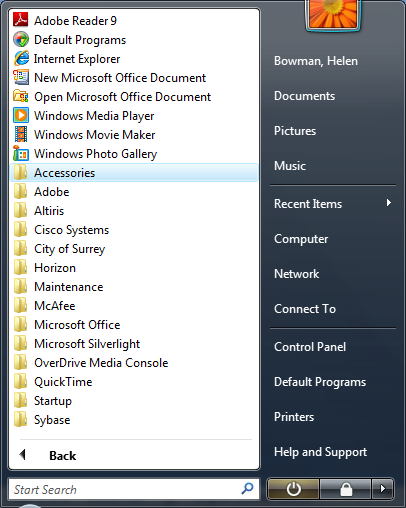 Adobe Reader 9
Default Programs
Internet Explorer
New Microsoft Office Document
Open Microsoft Office Document
Windows Media Player
Windows Movie Maker
Windows Photo Gallery
Accessories
Adobe
Altiris
Cisco Systems
City of Surrey
Horizon
Maintenance
McAfee
Microsoft Office
Microsoft Silverlight
OverDrive Media Console
QuickTime
Startup
Sybase
Back
Start Search
Bowman, Helen
Documents
Pictures
Music
Recent Items
Computer
Network
Connect To
Control Panel
Default Programs
Printers
Help and Support